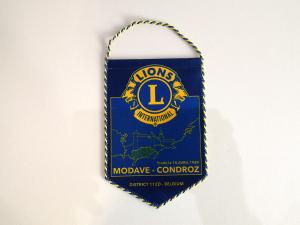 LIONS
L
INTERNATIONAL
MODAVE - CONDROZ
DISTRICT 112D - BELGIUM